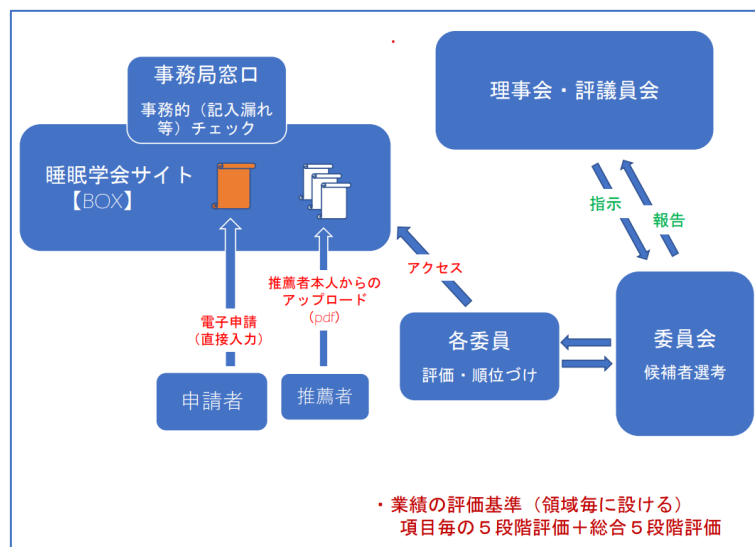 事務局窓口
事務的（記入漏れ
等）チェック
睡眠学会サイト
【BOX】
理事会・評議員会
指示
報告
アクセス
推薦者本人からの
アップロード
（pdf）
電子申請
（直接入力）
申請者
推薦者
各委員
評価・順位づけ
委員会
候補者選考
・業績の評価基準（領域毎に設ける）
項目毎の５段階評価＋総合５段階評価